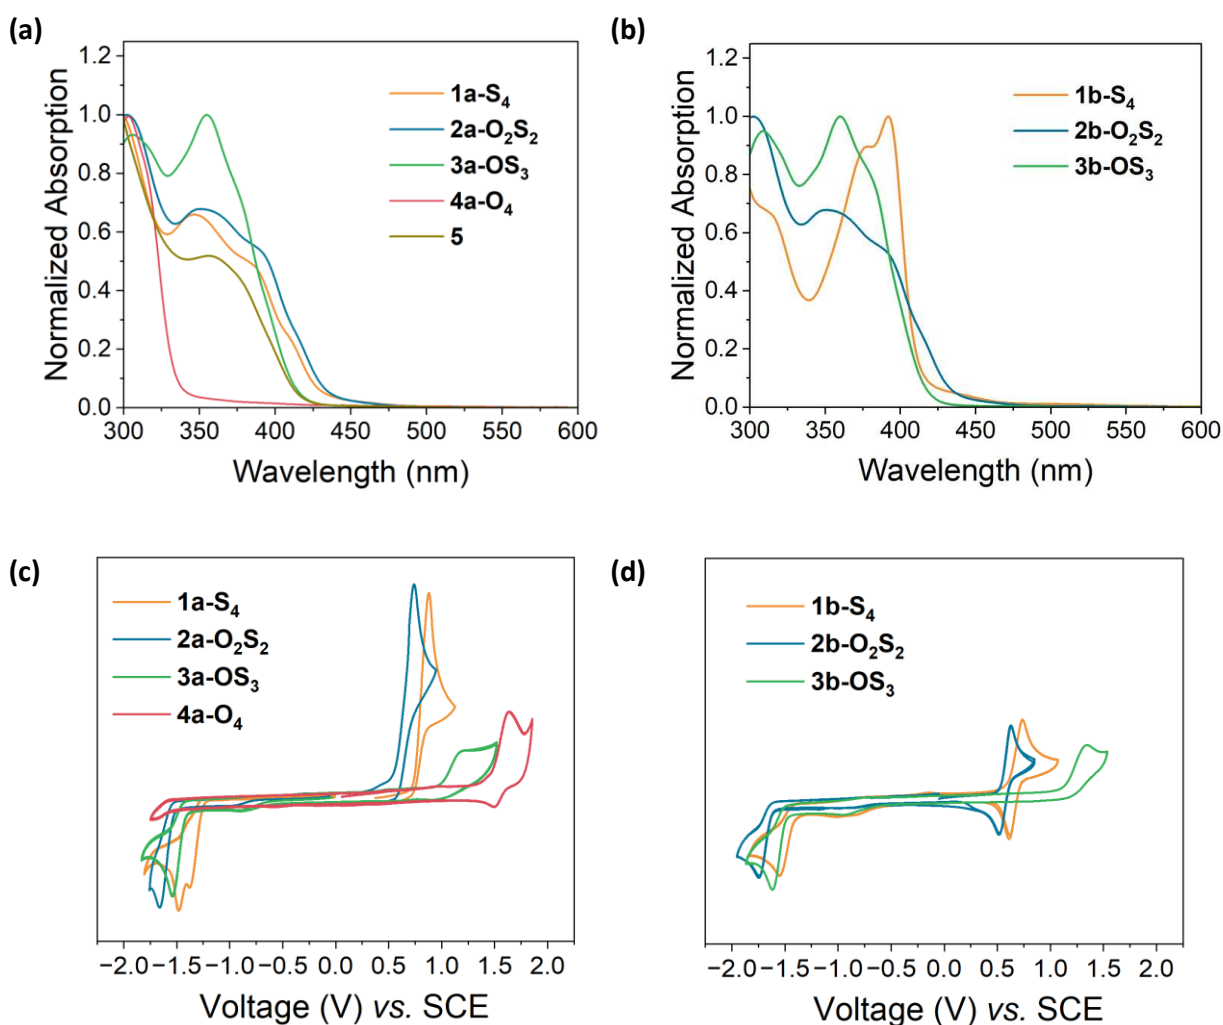 (a)
1.2
1.0
0.8
0.6
0.4
0.2
0.0
Normalized Absorption
1a-S₄
2a-O₂S₂
3a-OS₃
4a-O₄
5
300 350 400 450 500 550 600
Wavelength (nm)
(b)
1.2
1.0
0.8
0.6
0.4
0.2
0.0
Normalized Absorption
1b-S₄
2b-O₂S₂
3b-OS₃
300 350 400 450 500 550 600
Wavelength (nm)
(c)
1a-S₄
2a-O₂S₂
3a-OS₃
4a-O₄
−2.0 −1.5 −1.0 −0.5 0.0 0.5 1.0 1.5 2.0
Voltage (V) vs. SCE
(d)
1b-S₄
2b-O₂S₂
3b-OS₃
−2.0 −1.5 −1.0 −0.5 0.0 0.5 1.0 1.5 2.0
Voltage (V) vs. SCE